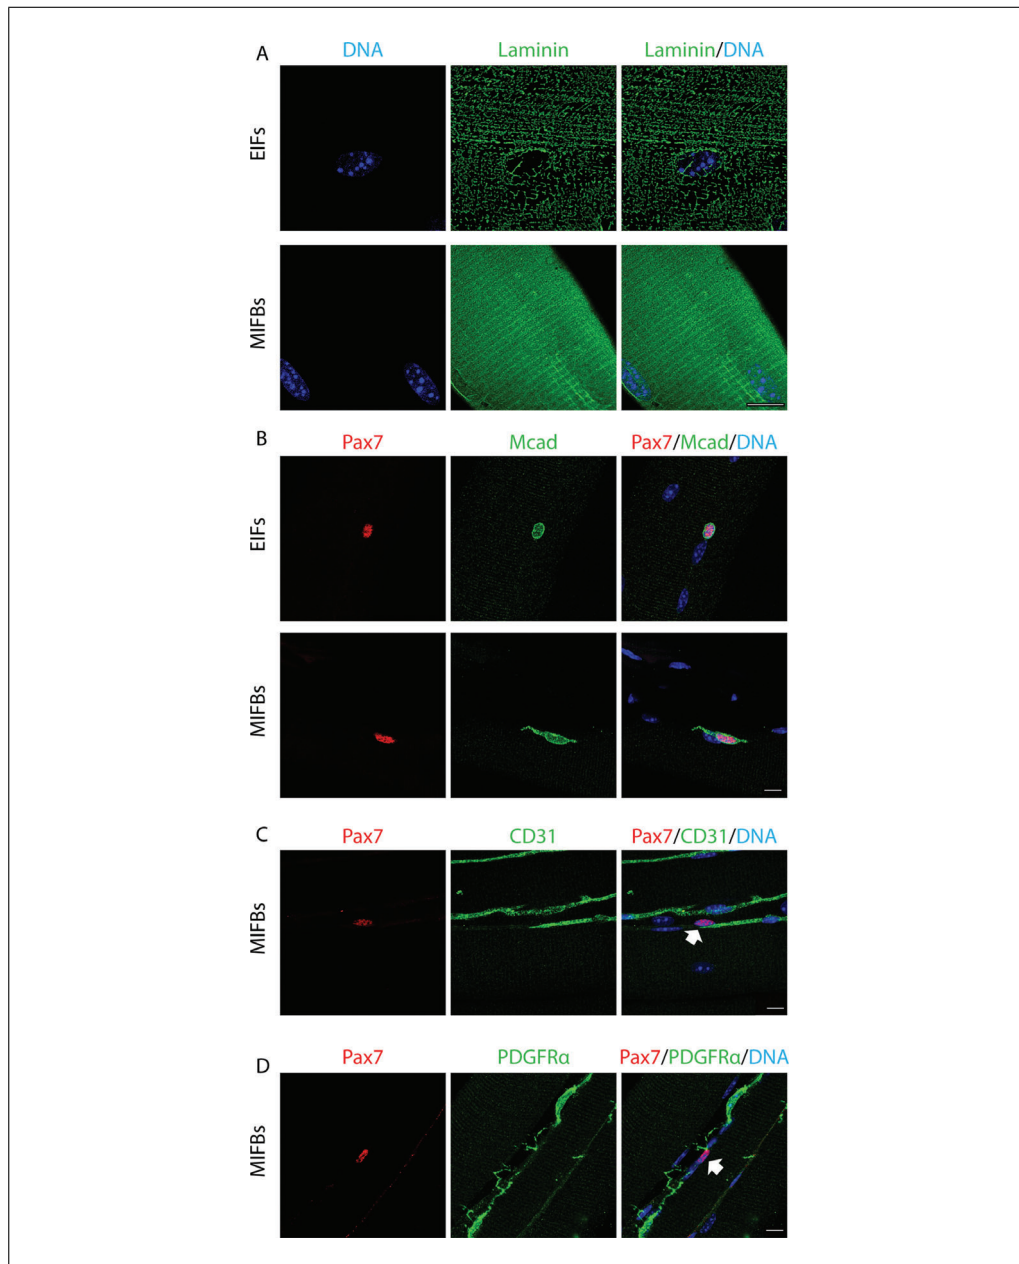 A
DNA
Laminin
Laminin/DNA
EIFs
MIFBs
B
Pax7
Mcad
Pax7/Mcad/DNA
EIFs
MIFBs
C
Pax7
CD31
Pax7/CD31/DNA
MIFBs
D
Pax7
PDGFRα
Pax7/PDGFRα/DNA
MIFBs